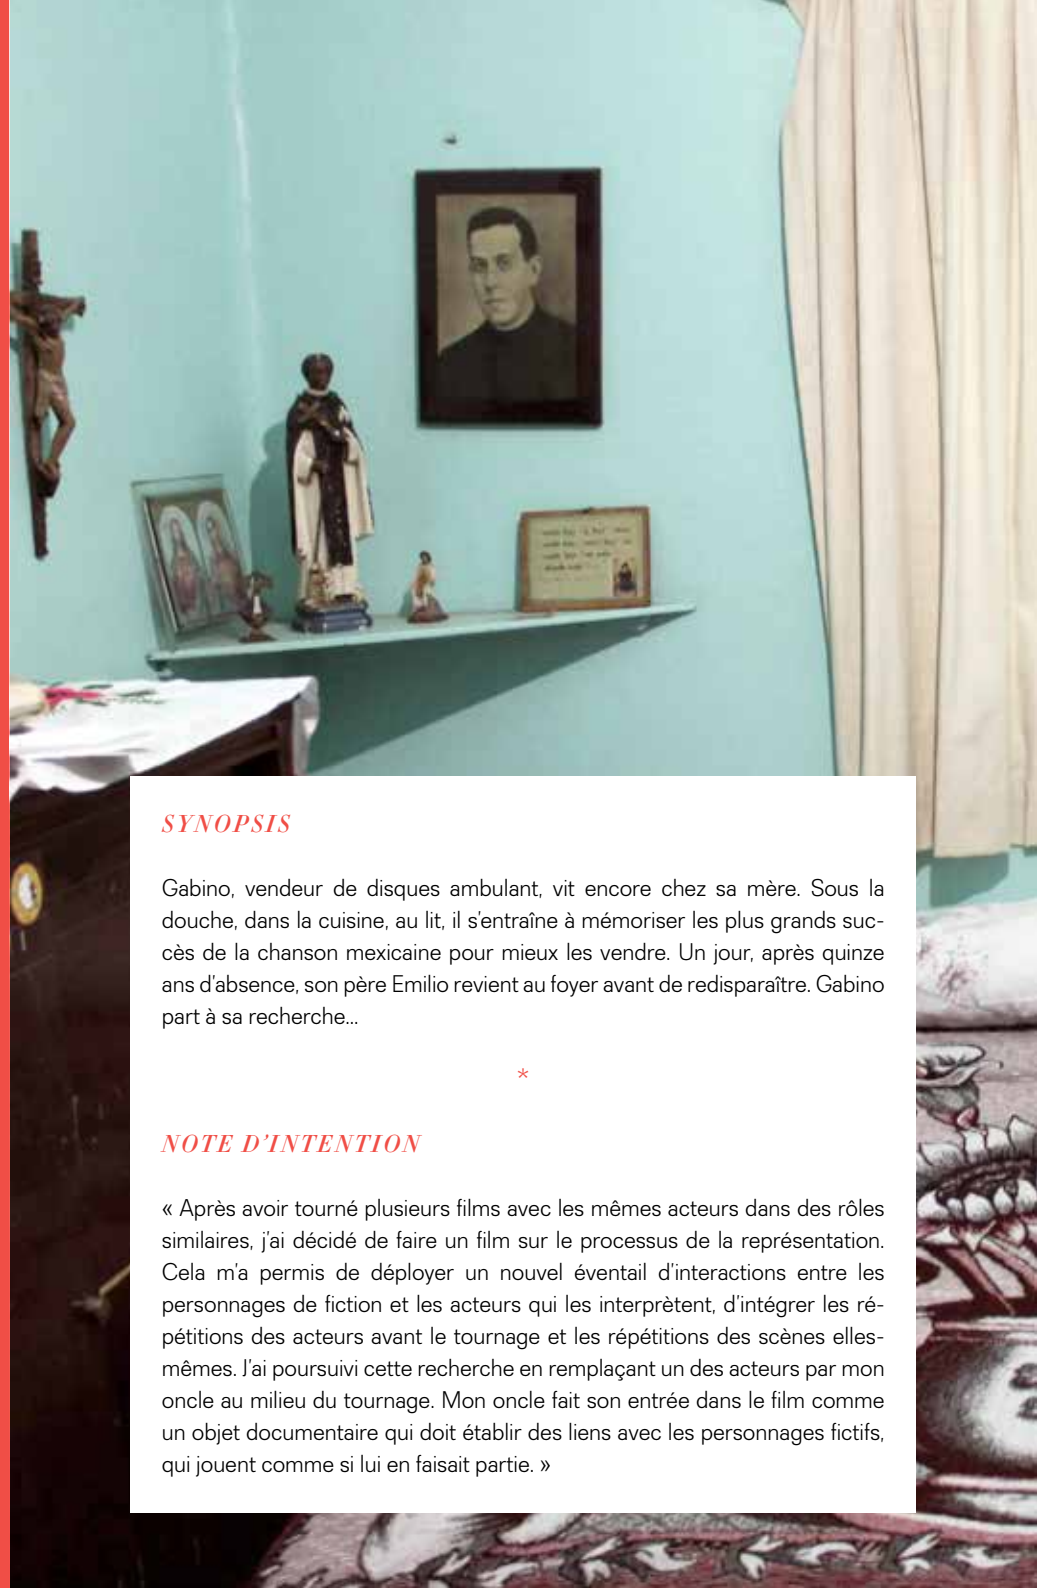 SYNOPSIS
Gabino, vendeur de disques ambulant, vit encore chez sa mère. Sous la
douche, dans la cuisine, au lit, il s'entraîne à mémoriser les plus grands suc-
cès de la chanson mexicaine pour mieux les vendre. Un jour, après quinze
ans d'absence, son père Emilio revient au foyer avant de redisparaître. Gabino
part à sa recherche...
*
NOTE D'INTENTION
« Après avoir tourné plusieurs films avec les mêmes acteurs dans des rôles
similaires, j'ai décidé de faire un film sur le processus de la représentation.
Cela m'a permis de déployer un nouvel éventail d'interactions entre les
personnages de fiction et les acteurs qui les interprètent, d'intégrer les ré-
pétitions des acteurs avant le tournage et les répétitions des scènes elles-
mêmes. J'ai poursuivi cette recherche en remplaçant un des acteurs par mon
oncle au milieu du tournage. Mon oncle fait son entrée dans le film comme
un objet documentaire qui doit établir des liens avec les personnages fictifs,
qui jouent comme si lui en faisait partie. »